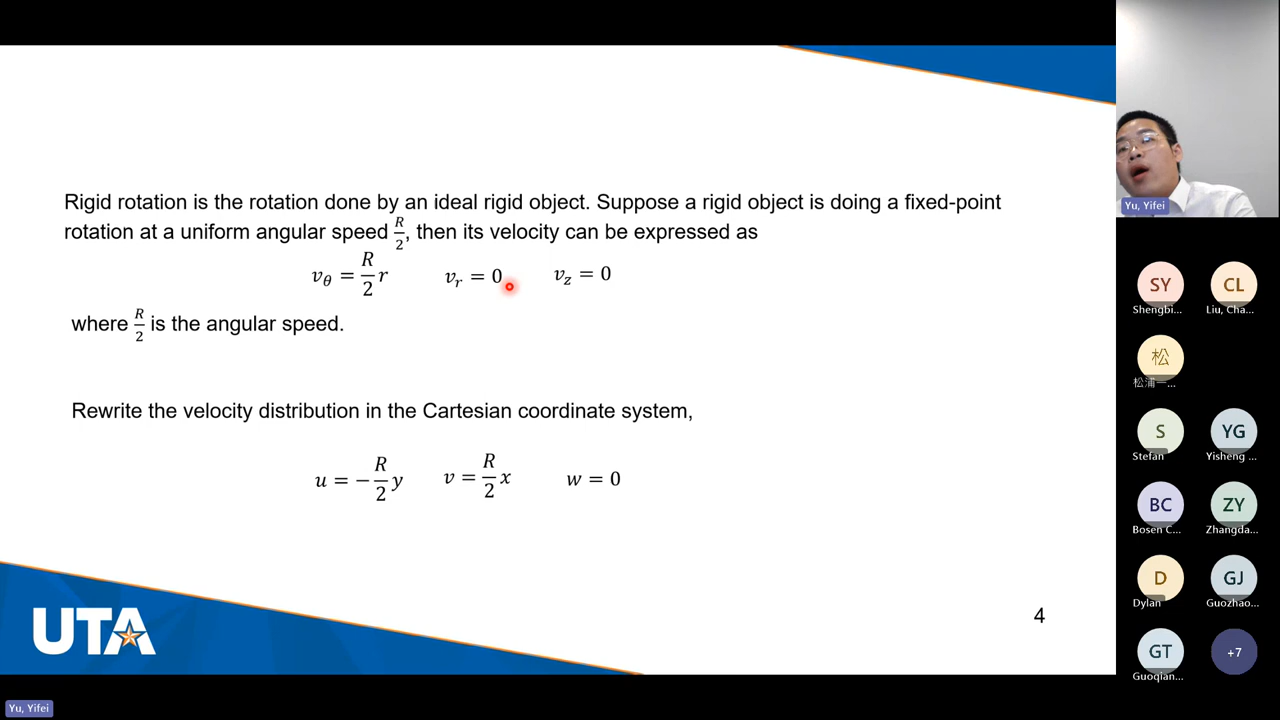 Rigid rotation is the rotation done by an ideal rigid object. Suppose a rigid object is doing a fixed-point
rotation at a uniform angular speed R/2, then its velocity can be expressed as
v_θ = R/2 r v_r = 0 v_z = 0
where R/2 is the angular speed.
Rewrite the velocity distribution in the Cartesian coordinate system,
u = −R/2 y v = R/2 x w = 0
UTA
4
Yu, Yifei
Yu, Yifei
SY
Shengbi...
CL
Liu, Cha...
松
松浦一...
S
Stefan
YG
Yisheng ...
BC
Bosen C...
ZY
Zhangda...
D
Dylan
GJ
Guozhao...
GT
Guoqian...
+7